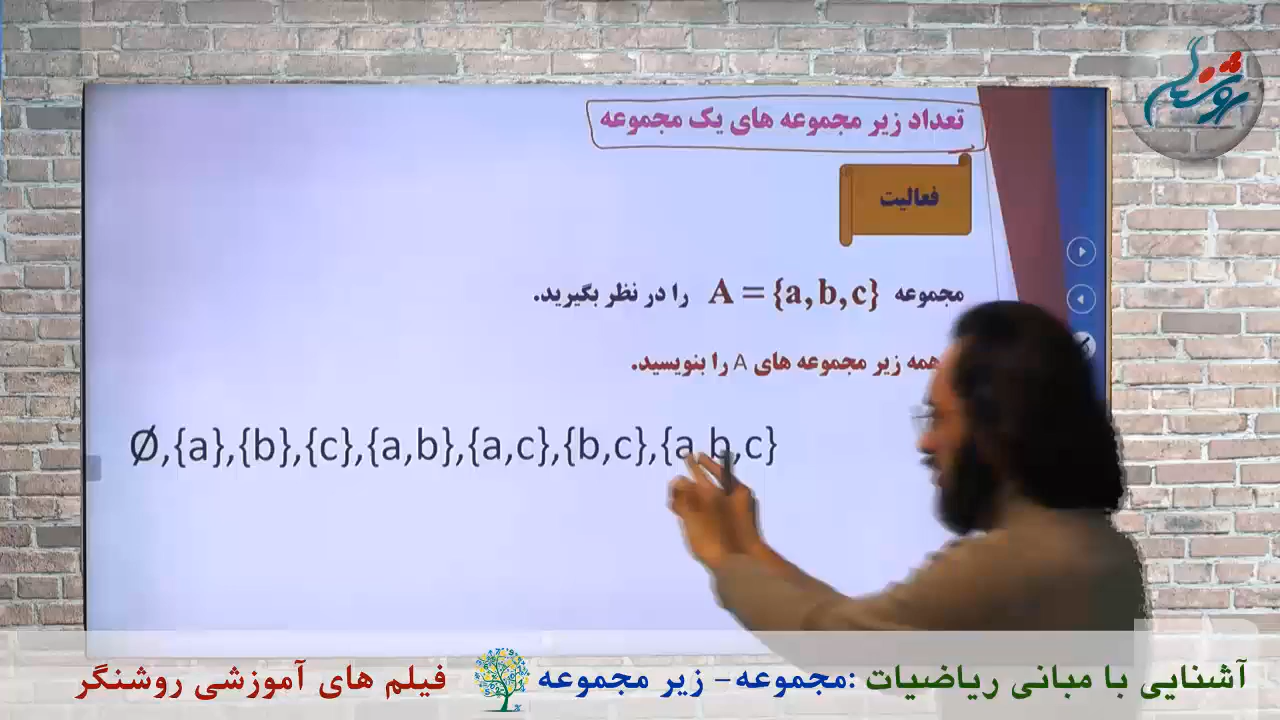 روشنگر
تعداد زیر مجموعه های یک مجموعه
فعالیت
مجموعه A = {a,b,c} را در نظر بگیرید.
همه زیر مجموعه های A را بنویسید.
Ø,{a},{b},{c},{a,b},{a,c},{b,c},{a,b,c}
آشنایی با مبانی ریاضیات :مجموعه- زیر مجموعه
فیلم های آموزشی روشنگر